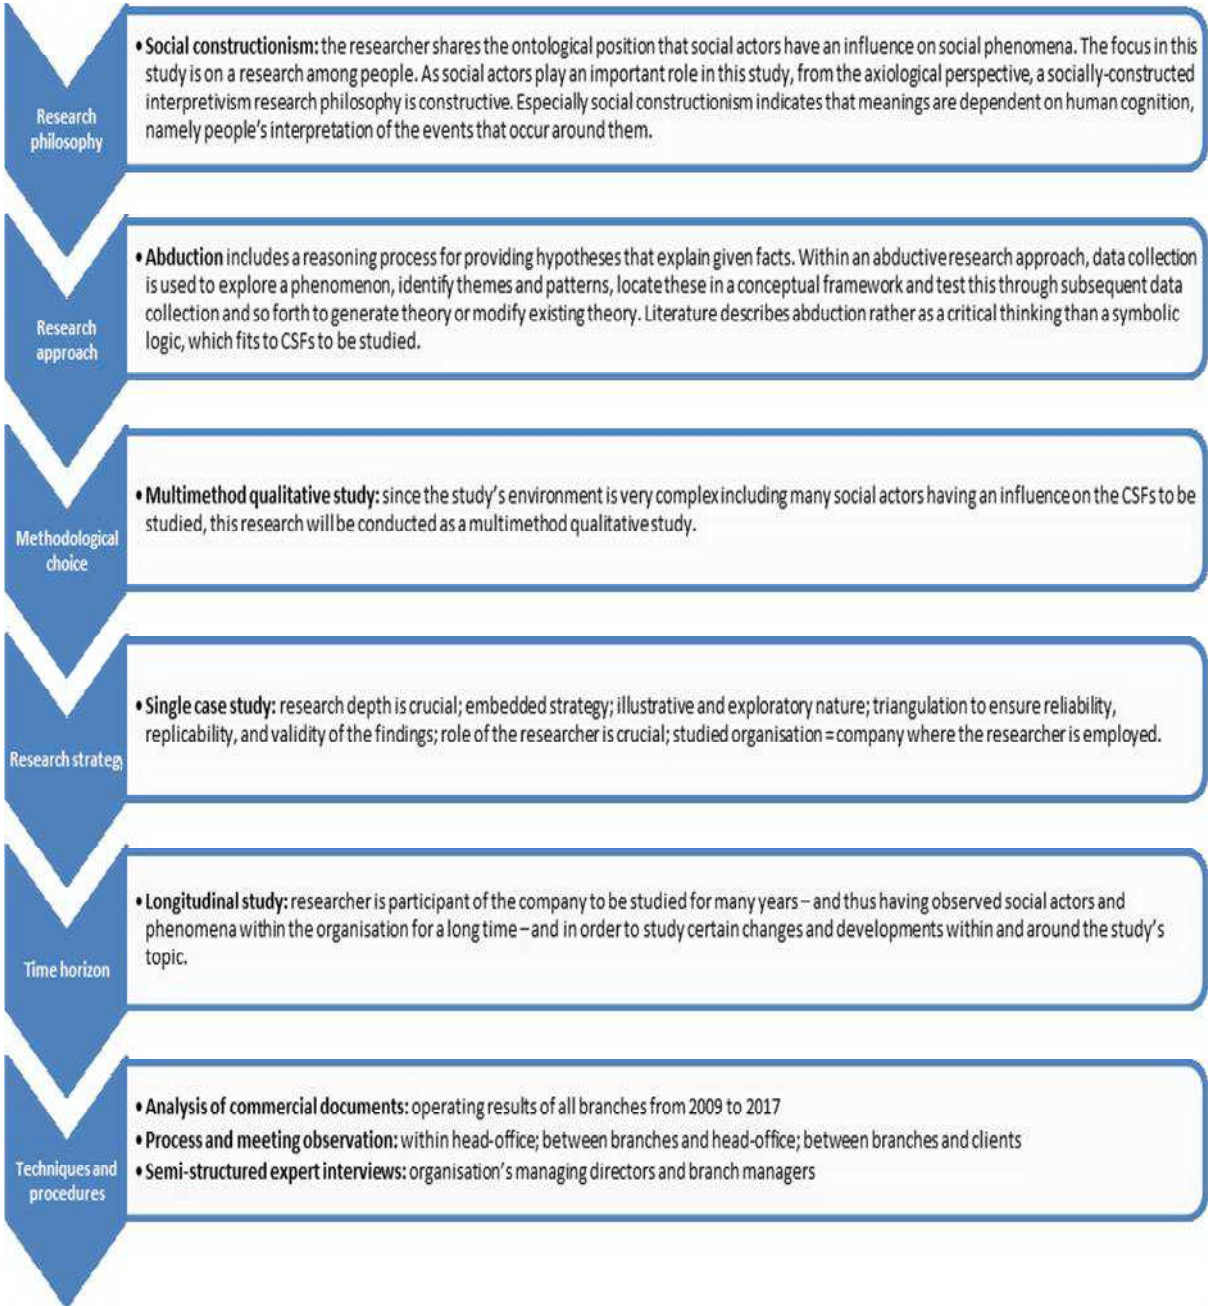 Research
philosophy
• Social constructionism: the researcher shares the ontological position that social actors have an influence on social phenomena. The focus in this
study is on a research among people. As social actors play an important role in this study, from the axiological perspective, a socially-constructed
interpretivism research philosophy is constructive. Especially social constructionism indicates that meanings are dependent on human cognition,
namely people's interpretation of the events that occur around them.
Research
approach
• Abduction includes a reasoning process for providing hypotheses that explain given facts. Within an abductive research approach, data collection
is used to explore a phenomenon, identify themes and patterns, locate these in a conceptual framework and test this through subsequent data
collection and so forth to generate theory or modify existing theory. Literature describes abduction rather as a critical thinking than a symbolic
logic, which fits to CSFs to be studied.
Methodological
choice
• Multimethod qualitative study: since the study's environment is very complex including many social actors having an influence on the CSFs to be
studied, this research will be conducted as a multimethod qualitative study.
Research strategy
• Single case study: research depth is crucial; embedded strategy; illustrative and exploratory nature; triangulation to ensure reliability,
replicability, and validity of the findings; role of the researcher is crucial; studied organisation = company where the researcher is employed.
Time horizon
• Longitudinal study: researcher is participant of the company to be studied for many years – and thus having observed social actors and
phenomena within the organisation for a long time – and in order to study certain changes and developments within and around the study's
topic.
Techniques and
procedures
• Analysis of commercial documents: operating results of all branches from 2009 to 2017
• Process and meeting observation: within head-office; between branches and head-office; between branches and clients
• Semi-structured expert interviews: organisation's managing directors and branch managers